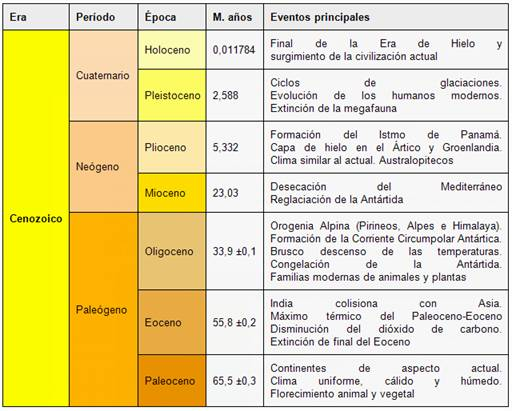 Era Período Época M. años Eventos principales
Cenozoico
Cuaternario
Holoceno 0,011784
Final de la Era de Hielo y
surgimiento de la civilización actual
Pleistoceno 2,588
Ciclos de glaciaciones.
Evolución de los humanos modernos.
Extinción de la megafauna
Neógeno
Plioceno 5,332
Formación del Istmo de Panamá.
Capa de hielo en el Ártico y Groenlandia.
Clima similar al actual. Australopitecos
Mioceno 23,03
Desecación del Mediterráneo
Reglaciación de la Antártida
Paleógeno
Oligoceno 33,9 ±0,1
Orogenia Alpina (Pirineos, Alpes e Himalaya).
Formación de la Corriente Circumpolar Antártica.
Brusco descenso de las temperaturas.
Congelación de la Antártida.
Familias modernas de animales y plantas
Eoceno 55,8 ±0,2
India colisiona con Asia.
Máximo térmico del Paleoceno-Eoceno
Disminución del dióxido de carbono.
Extinción de final del Eoceno
Paleoceno 65,5 ±0,3
Continentes de aspecto actual.
Clima uniforme, cálido y húmedo.
Florecimiento animal y vegetal